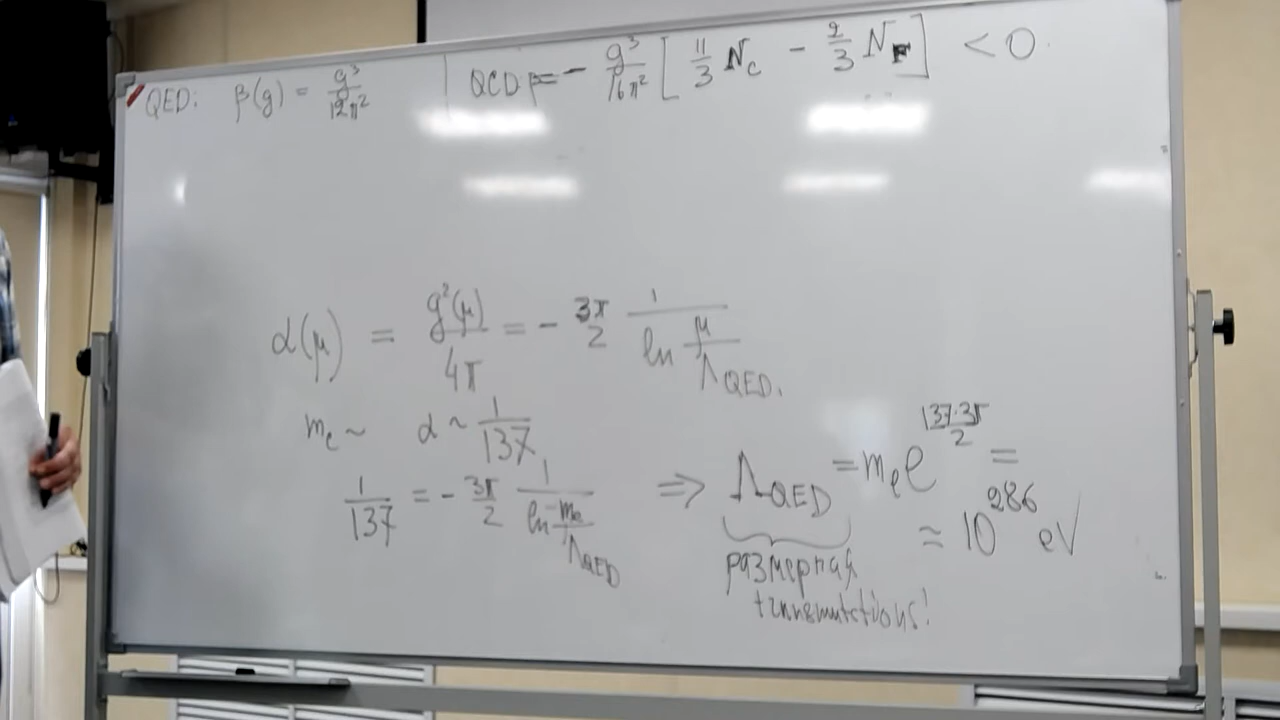 QED: β(g) = g³/12π² | QCD β = - g³/16π² [ 11/3 N_c - 2/3 N_F ] < 0
α(μ) = g²(μ)/4π = - 3π/2 1/ln μ/Λ_QED.
m_e ~ α ~ 1/137
1/137 = - 3π/2 1/ln m_e/Λ_QED ⇒ Λ_QED = m_e e^(137·3π/2) =
≈ 10^286 eV
размерная
transmutations!